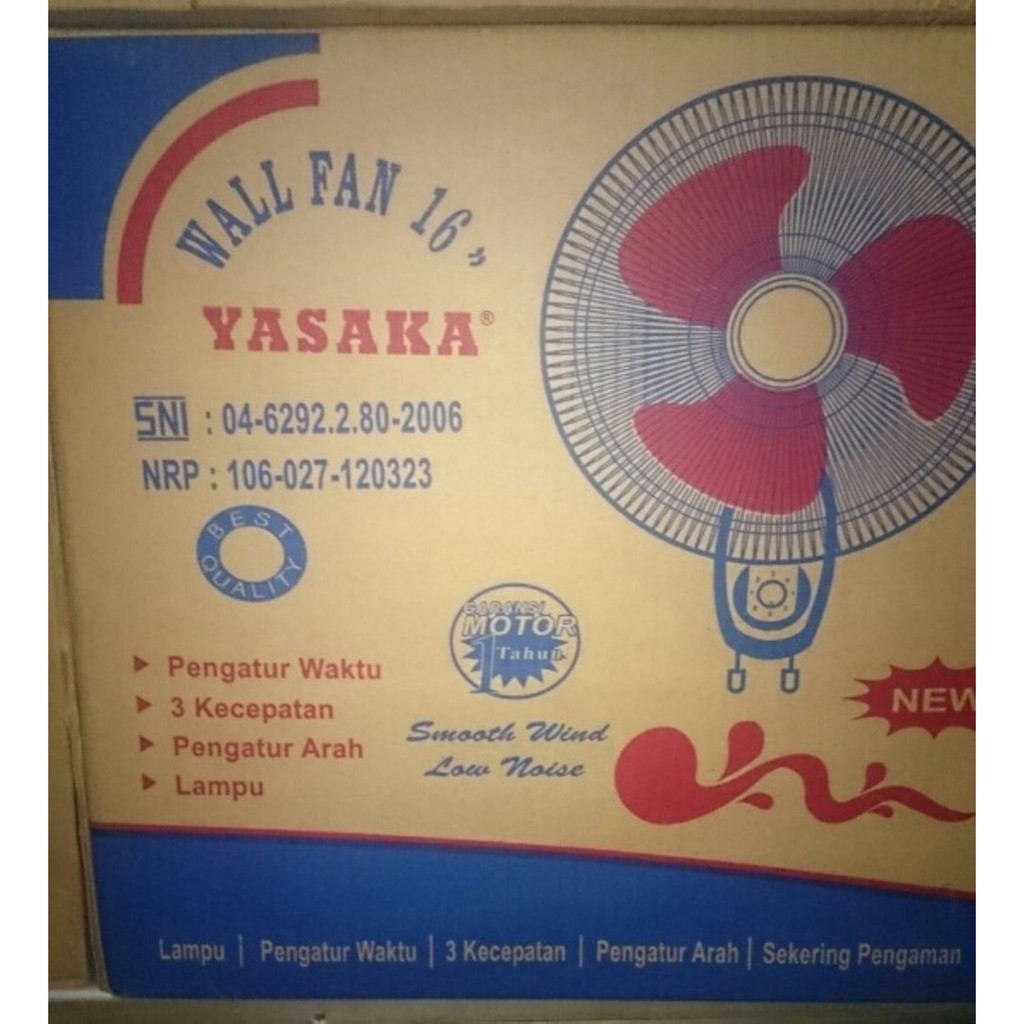 WALL FAN 16"
YASAKA®
SNI : 04-6292.2.80-2006
NRP : 106-027-120323
BEST
QUALITY
GARANSI
MOTOR
1 Tahun
Pengatur Waktu
3 Kecepatan
Pengatur Arah
Lampu
Smooth Wind
Low Noise
NEW
Lampu | Pengatur Waktu | 3 Kecepatan | Pengatur Arah | Sekering Pengaman